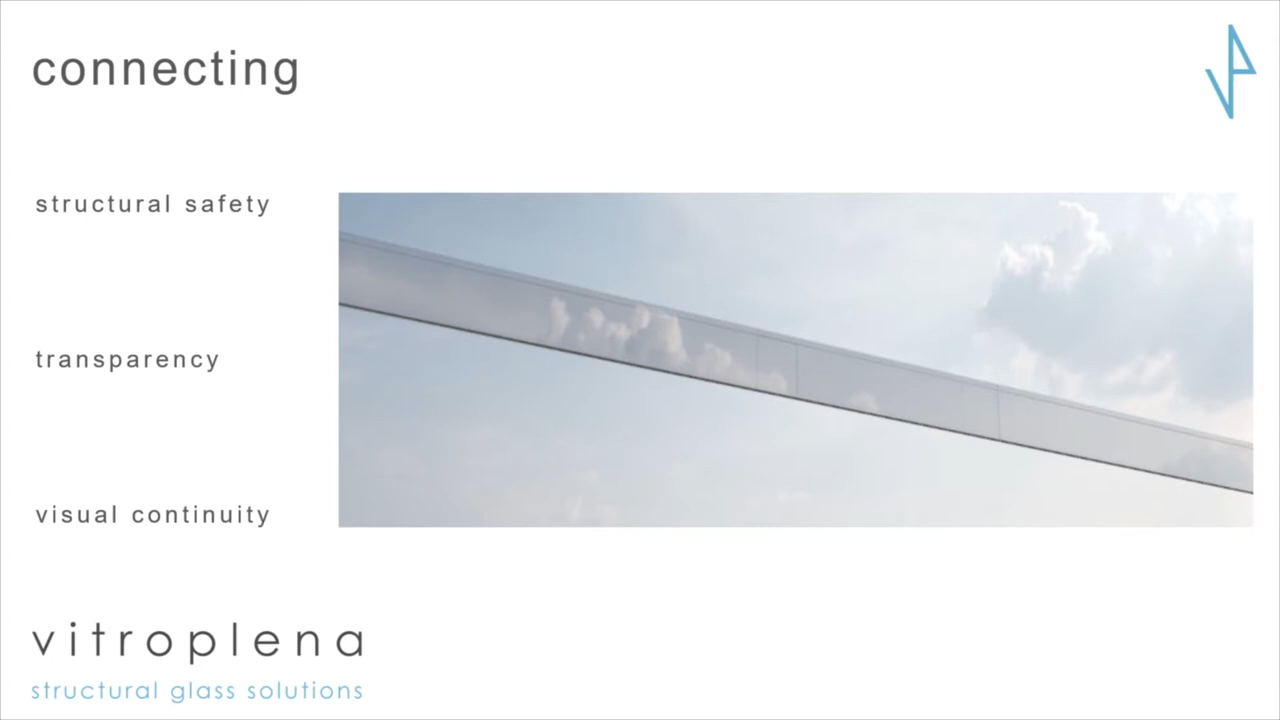 connecting
structural safety
transparency
visual continuity
vitroplena
structural glass solutions